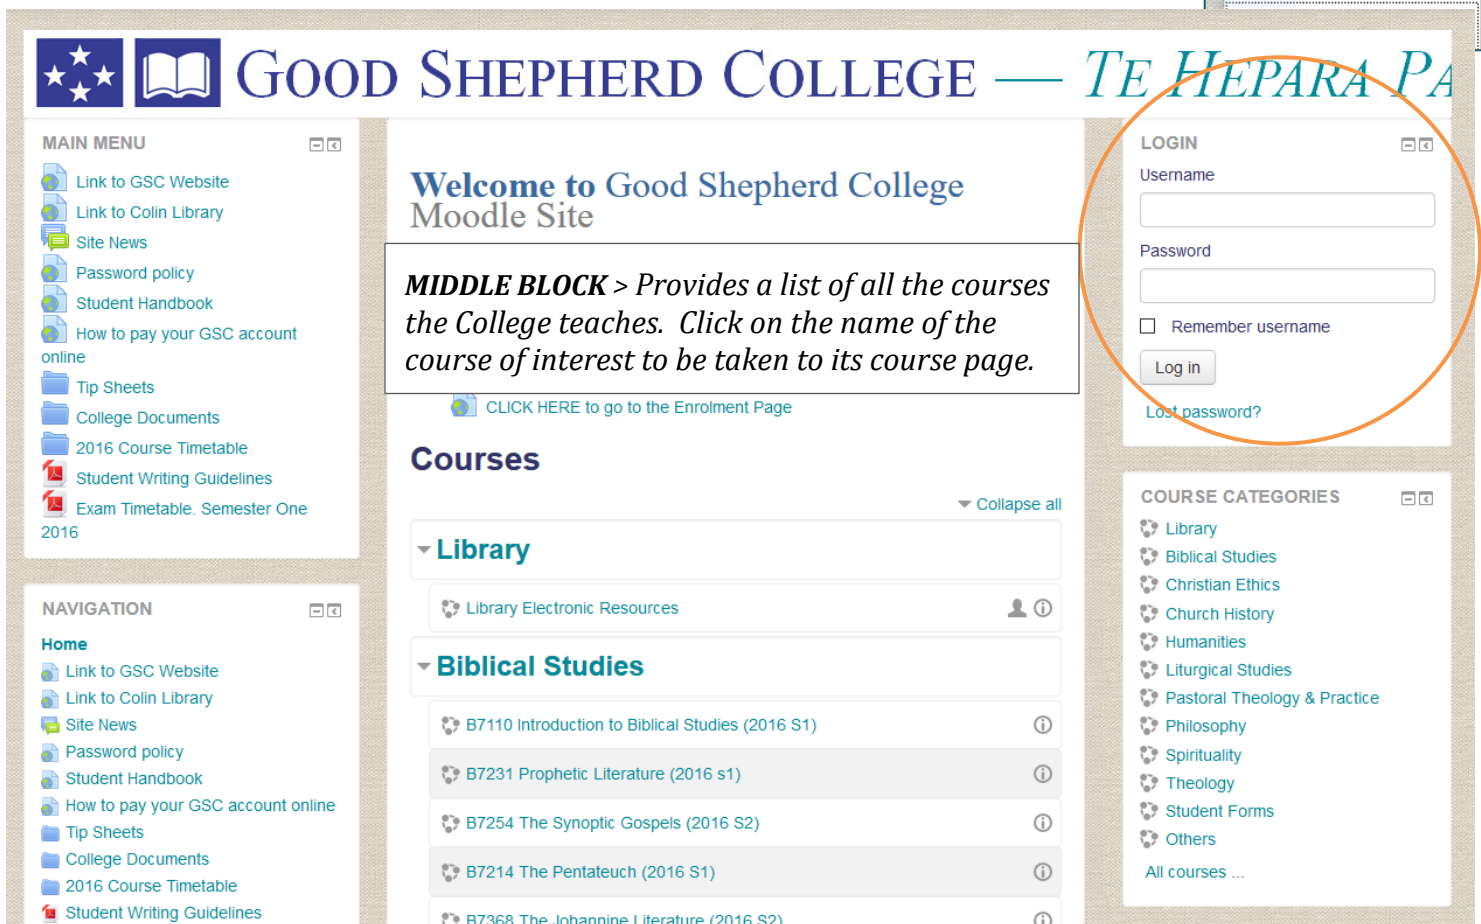 GOOD SHEPHERD COLLEGE — TE HEPARA PA
MAIN MENU
Link to GSC Website
Link to Colin Library
Site News
Password policy
Student Handbook
How to pay your GSC account
online
Tip Sheets
College Documents
2016 Course Timetable
Student Writing Guidelines
Exam Timetable. Semester One
2016
NAVIGATION
Home
Link to GSC Website
Link to Colin Library
Site News
Password policy
Student Handbook
How to pay your GSC account online
Tip Sheets
College Documents
2016 Course Timetable
Student Writing Guidelines
Welcome to Good Shepherd College
Moodle Site
MIDDLE BLOCK > Provides a list of all the courses
the College teaches. Click on the name of the
course of interest to be taken to its course page.
CLICK HERE to go to the Enrolment Page
Courses
Collapse all
Library
Library Electronic Resources
Biblical Studies
B7110 Introduction to Biblical Studies (2016 S1)
B7231 Prophetic Literature (2016 s1)
B7254 The Synoptic Gospels (2016 S2)
B7214 The Pentateuch (2016 S1)
B7368 The Johannine Literature (2016 S2)
LOGIN
Username
Password
Remember username
Log in
Lost password?
COURSE CATEGORIES
Library
Biblical Studies
Christian Ethics
Church History
Humanities
Liturgical Studies
Pastoral Theology & Practice
Philosophy
Spirituality
Theology
Student Forms
Others
All courses ...